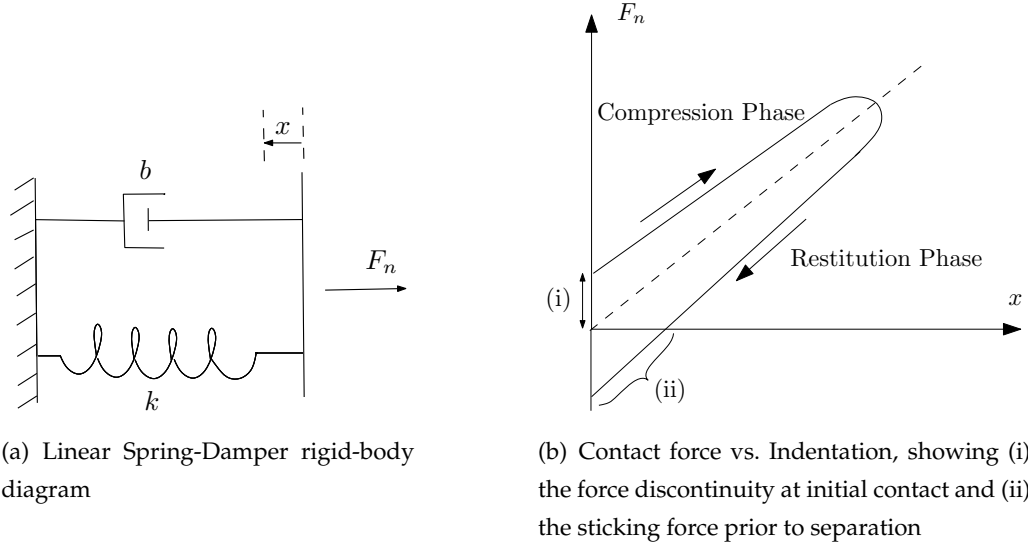 x
b
F_n
k
(a) Linear Spring-Damper rigid-body
diagram
F_n
Compression Phase
Restitution Phase
(i)
x
(ii)
(b) Contact force vs. Indentation, showing (i)
the force discontinuity at initial contact and (ii)
the sticking force prior to separation